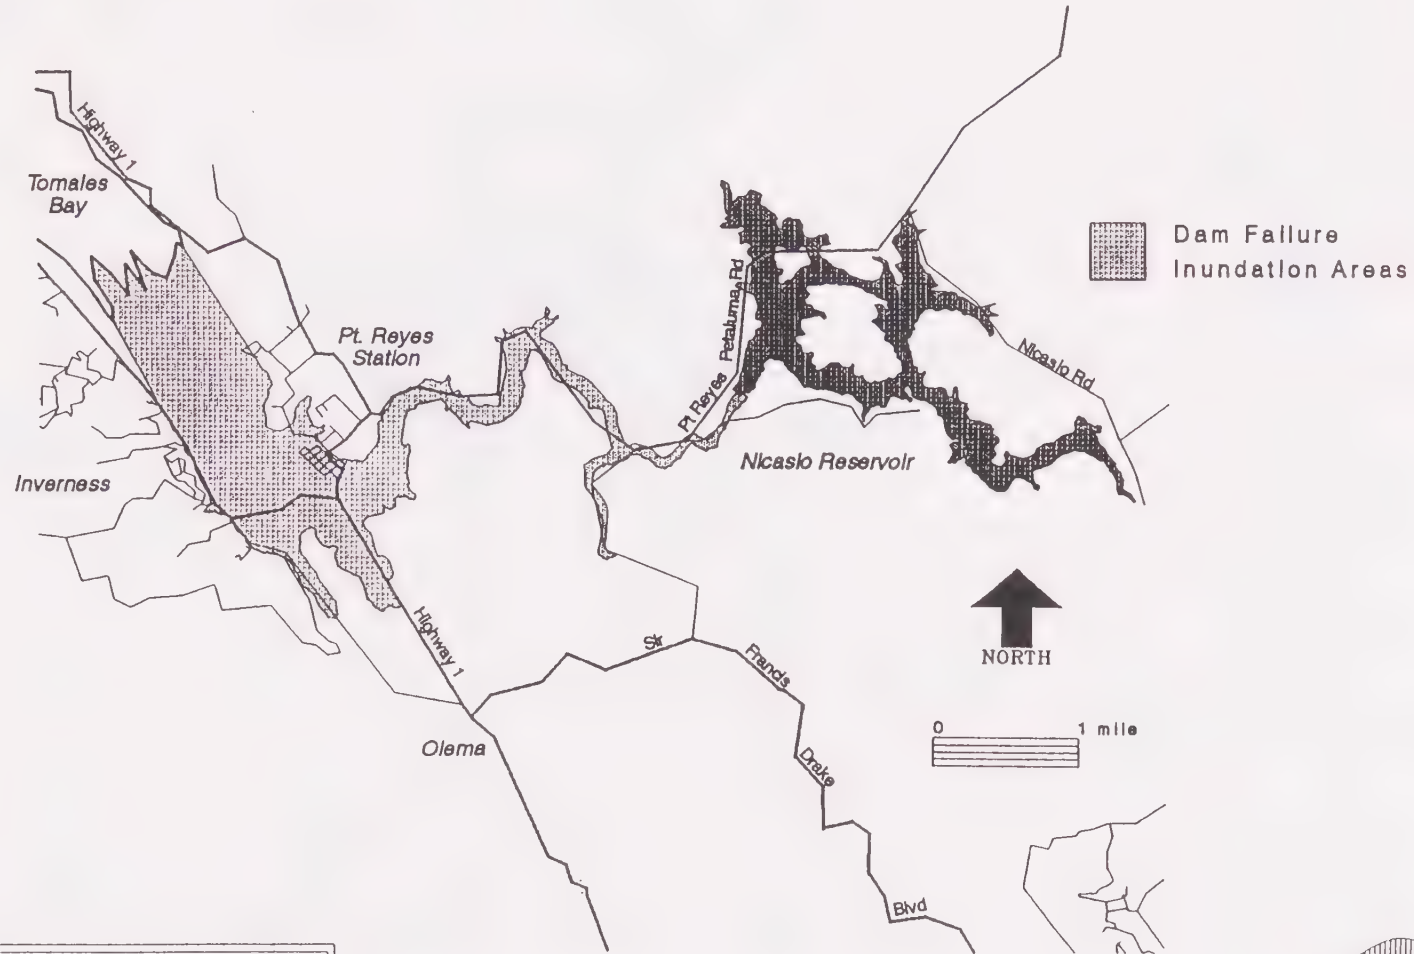 Highway 1
Tomales
Bay
Pt. Reyes
Station
Inverness
Pt Reyes Petaluma Rd
Nicasio Rd
Nicasio Reservoir
Dam Failure
Inundation Areas
NORTH
0 1 mile
Highway 1
Olema
Sir Francis Drake Blvd